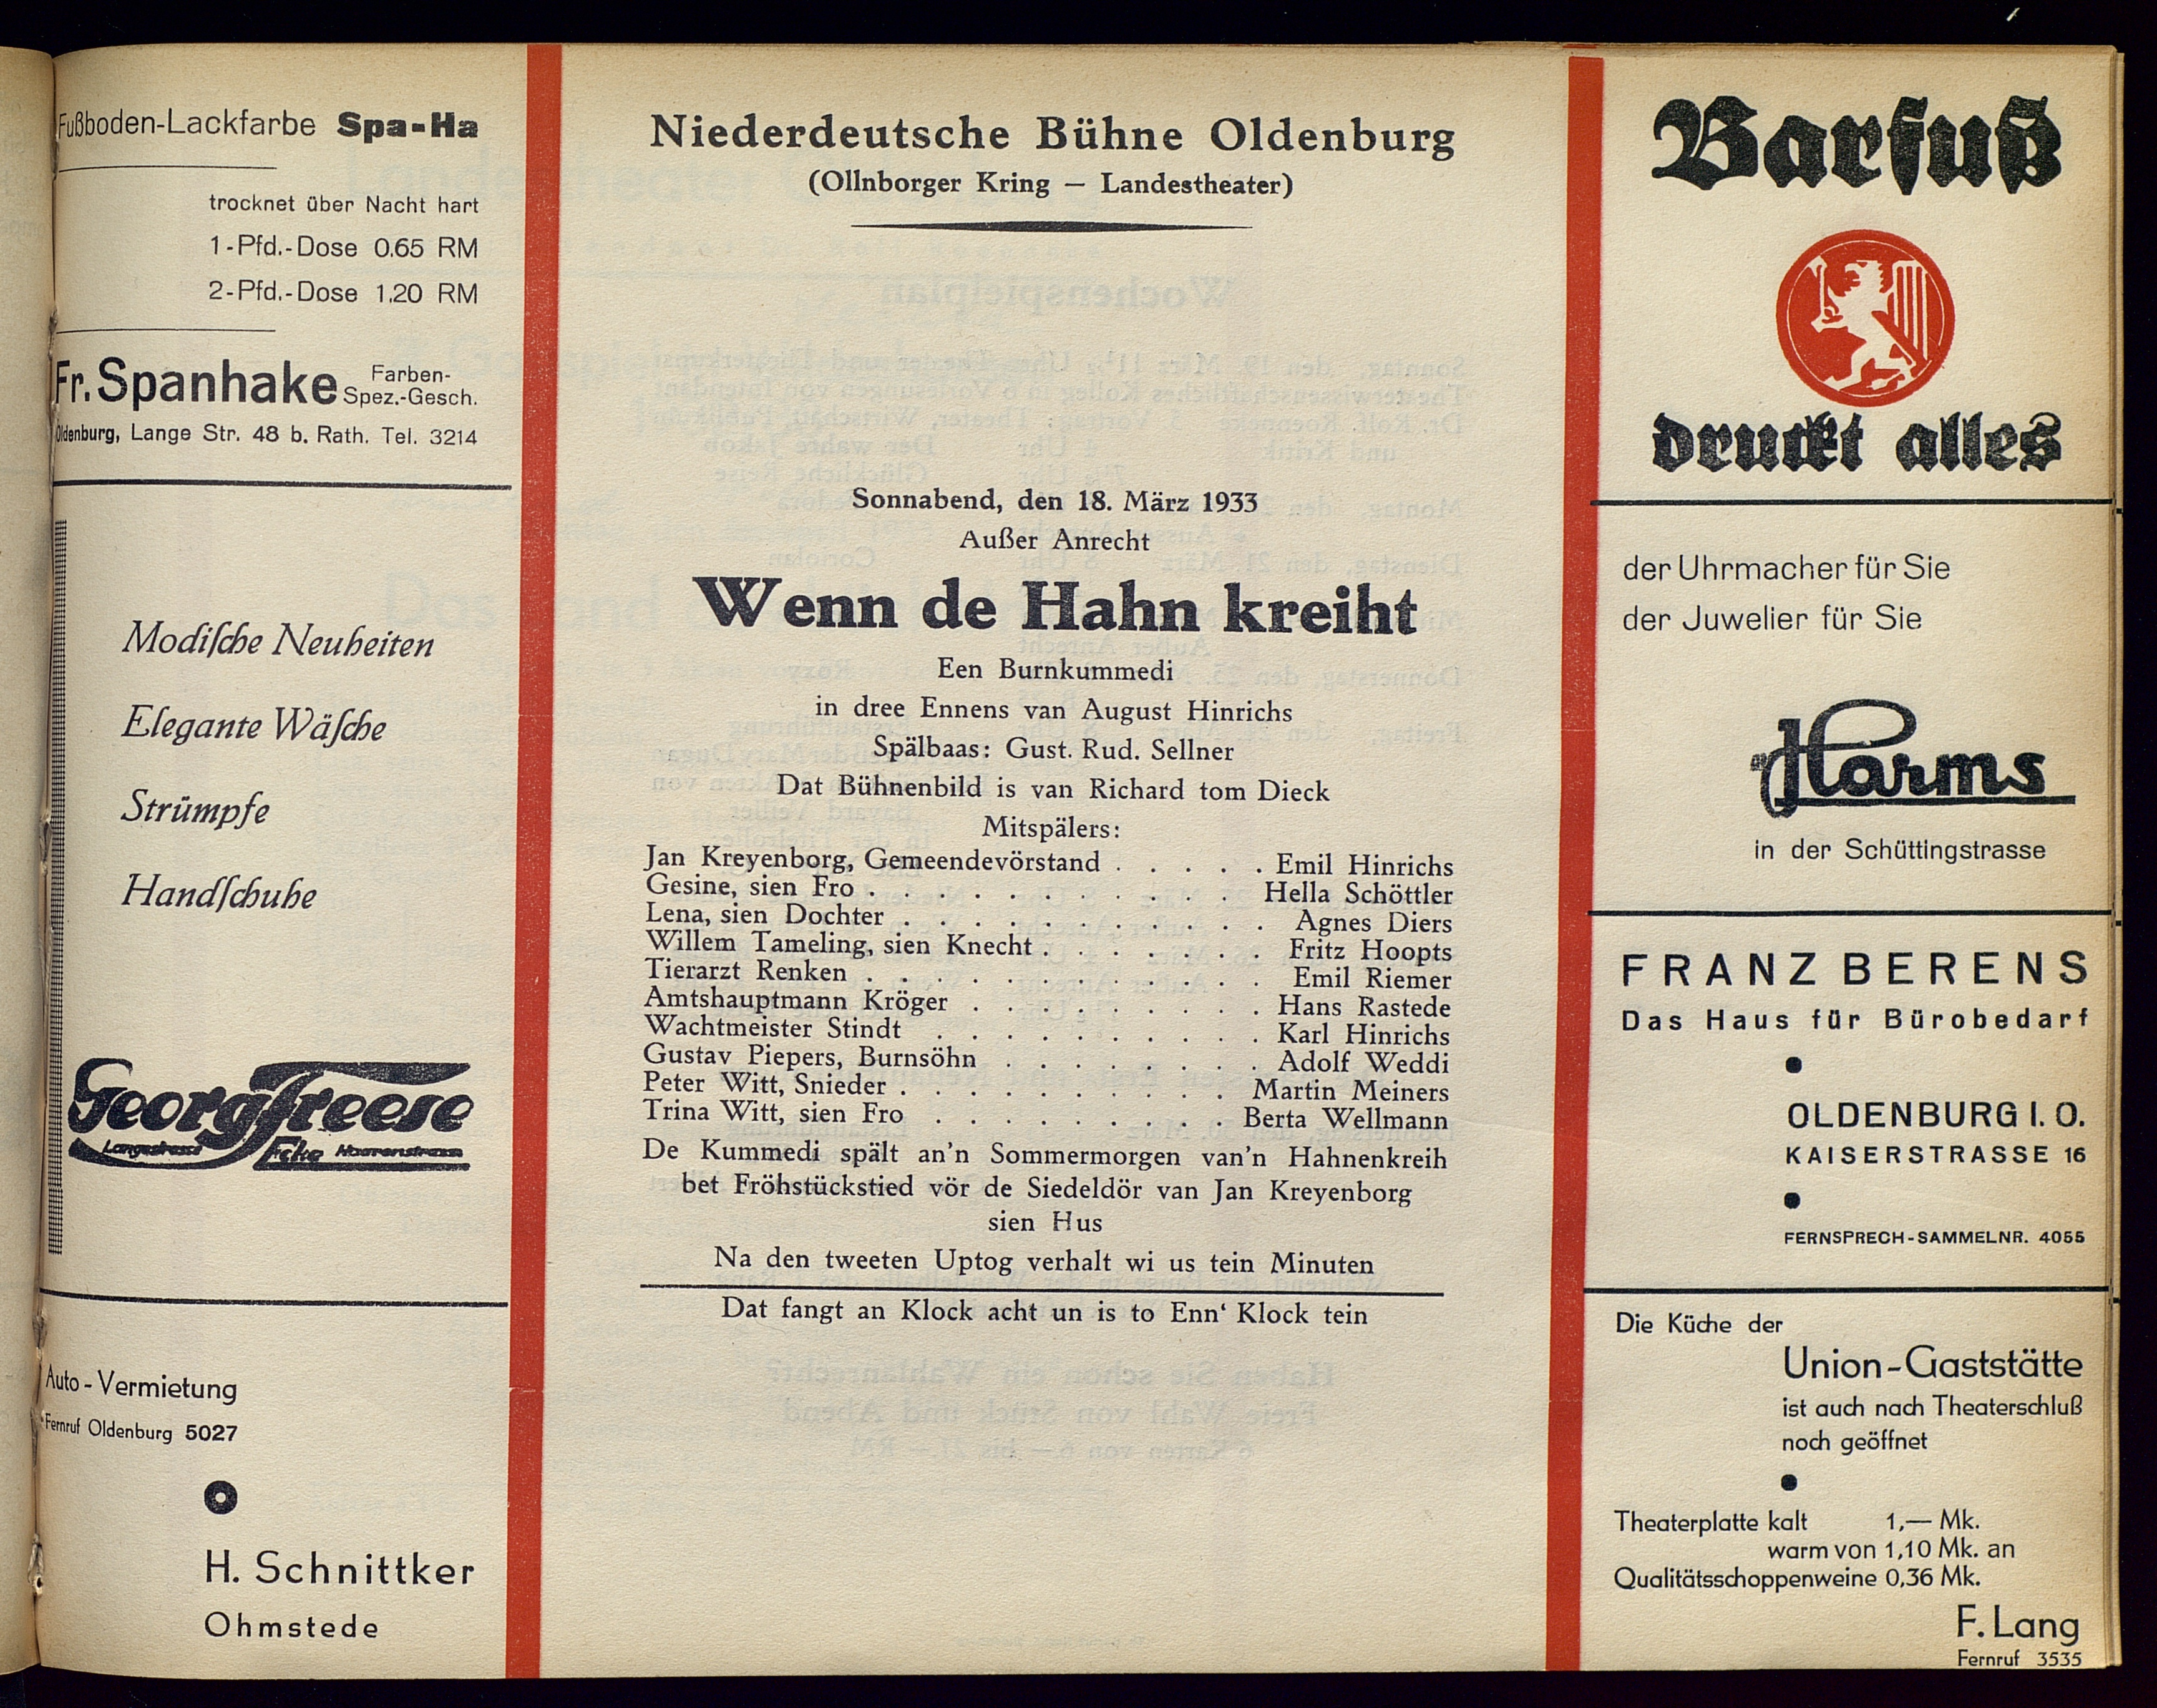 Fußboden-Lackfarbe Spa-Ha
trocknet über Nacht hart
1-Pfd.-Dose 0.65 RM
2-Pfd.-Dose 1.20 RM
Fr. Spanhake Farben-
Spez.-Gesch.
Oldenburg, Lange Str. 48 b. Rath. Tel. 3214
Modische Neuheiten
Elegante Wäsche
Strümpfe
Handschuhe
Georg Freese
Langestrasse Ecke Haarenstrasse
Auto-Vermietung
Fernruf Oldenburg 5027
H. Schnittker
Ohmstede
Niederdeutsche Bühne Oldenburg
(Ollnborger Kring — Landestheater)
Sonnabend, den 18. März 1933
Außer Anrecht
Wenn de Hahn kreiht
Een Burnkummedi
in dree Ennens van August Hinrichs
Spälbaas: Gust. Rud. Sellner
Dat Bühnenbild is van Richard tom Dieck
Mitspälers:
Jan Kreyenborg, Gemeendevörstand . . . . . Emil Hinrichs
Gesine, sien Fro . . . . . . . . . . . Hella Schöttler
Lena, sien Dochter . . . . . . . . . . . Agnes Diers
Willem Tameling, sien Knecht . . . . . . . Fritz Hoopts
Tierarzt Renken . . . . . . . . . . . . Emil Riemer
Amtshauptmann Kröger . . . . . . . . . Hans Rastede
Wachtmeister Stindt . . . . . . . . . . Karl Hinrichs
Gustav Piepers, Burnsöhn . . . . . . . . Adolf Weddi
Peter Witt, Snieder . . . . . . . . . . Martin Meiners
Trina Witt, sien Fro . . . . . . . . . Berta Wellmann
De Kummedi spält an'n Sommermorgen van'n Hahnenkreih
bet Fröhstückstied vör de Siedeldör van Jan Kreyenborg
sien Hus
Na den tweeten Uptog verhalt wi us tein Minuten
Dat fangt an Klock acht un is to Enn' Klock tein
Barfuß
druckt alles
der Uhrmacher für Sie
der Juwelier für Sie
Harms
in der Schüttingstrasse
FRANZ BERENS
Das Haus für Bürobedarf
OLDENBURG I. O.
KAISERSTRASSE 16
FERNSPRECH-SAMMELNR. 4055
Die Küche der
Union-Gaststätte
ist auch nach Theaterschluß
noch geöffnet
Theaterplatte kalt 1,— Mk.
warm von 1,10 Mk. an
Qualitätsschoppenweine 0,36 Mk.
F. Lang
Fernruf 3535